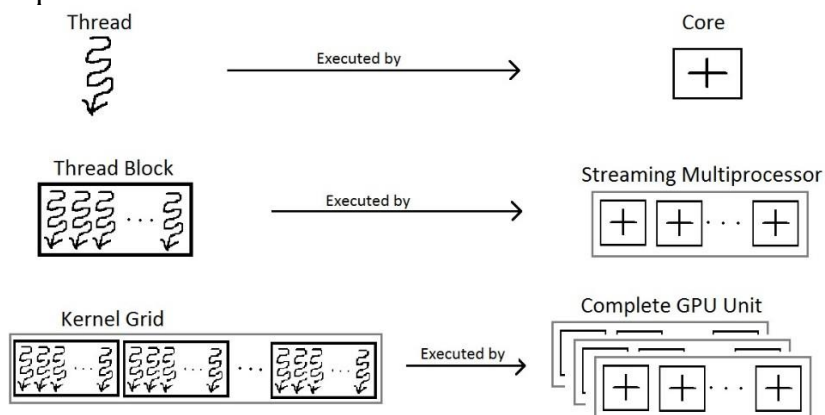 Thread
Executed by
Core
Thread Block
Executed by
Streaming Multiprocessor
Kernel Grid
Executed by
Complete GPU Unit